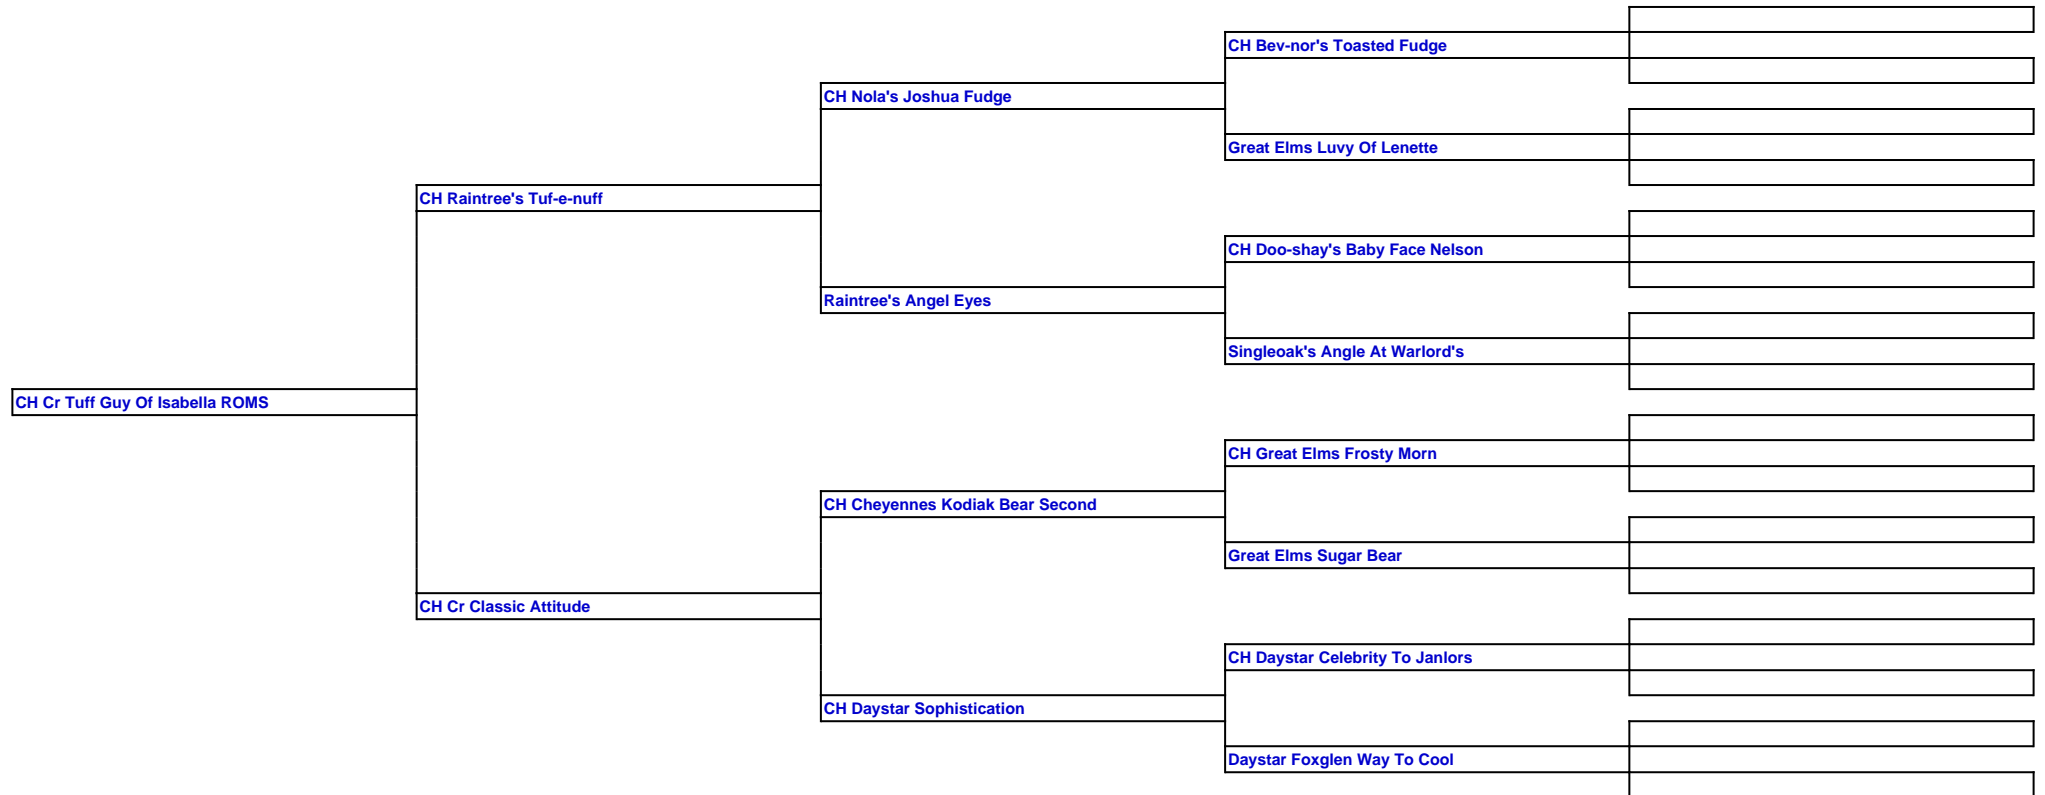 CH Bev-nor's Toasted Fudge
CH Nola's Joshua Fudge
Great Elms Luvy Of Lenette
CH Raintree's Tuf-e-nuff
CH Doo-shay's Baby Face Nelson
Raintree's Angel Eyes
Singleoak's Angle At Warlord's
CH Cr Tuff Guy Of Isabella ROMS
CH Great Elms Frosty Morn
CH Cheyennes Kodiak Bear Second
Great Elms Sugar Bear
CH Cr Classic Attitude
CH Daystar Celebrity To Janlors
CH Daystar Sophistication
Daystar Foxglen Way To Cool